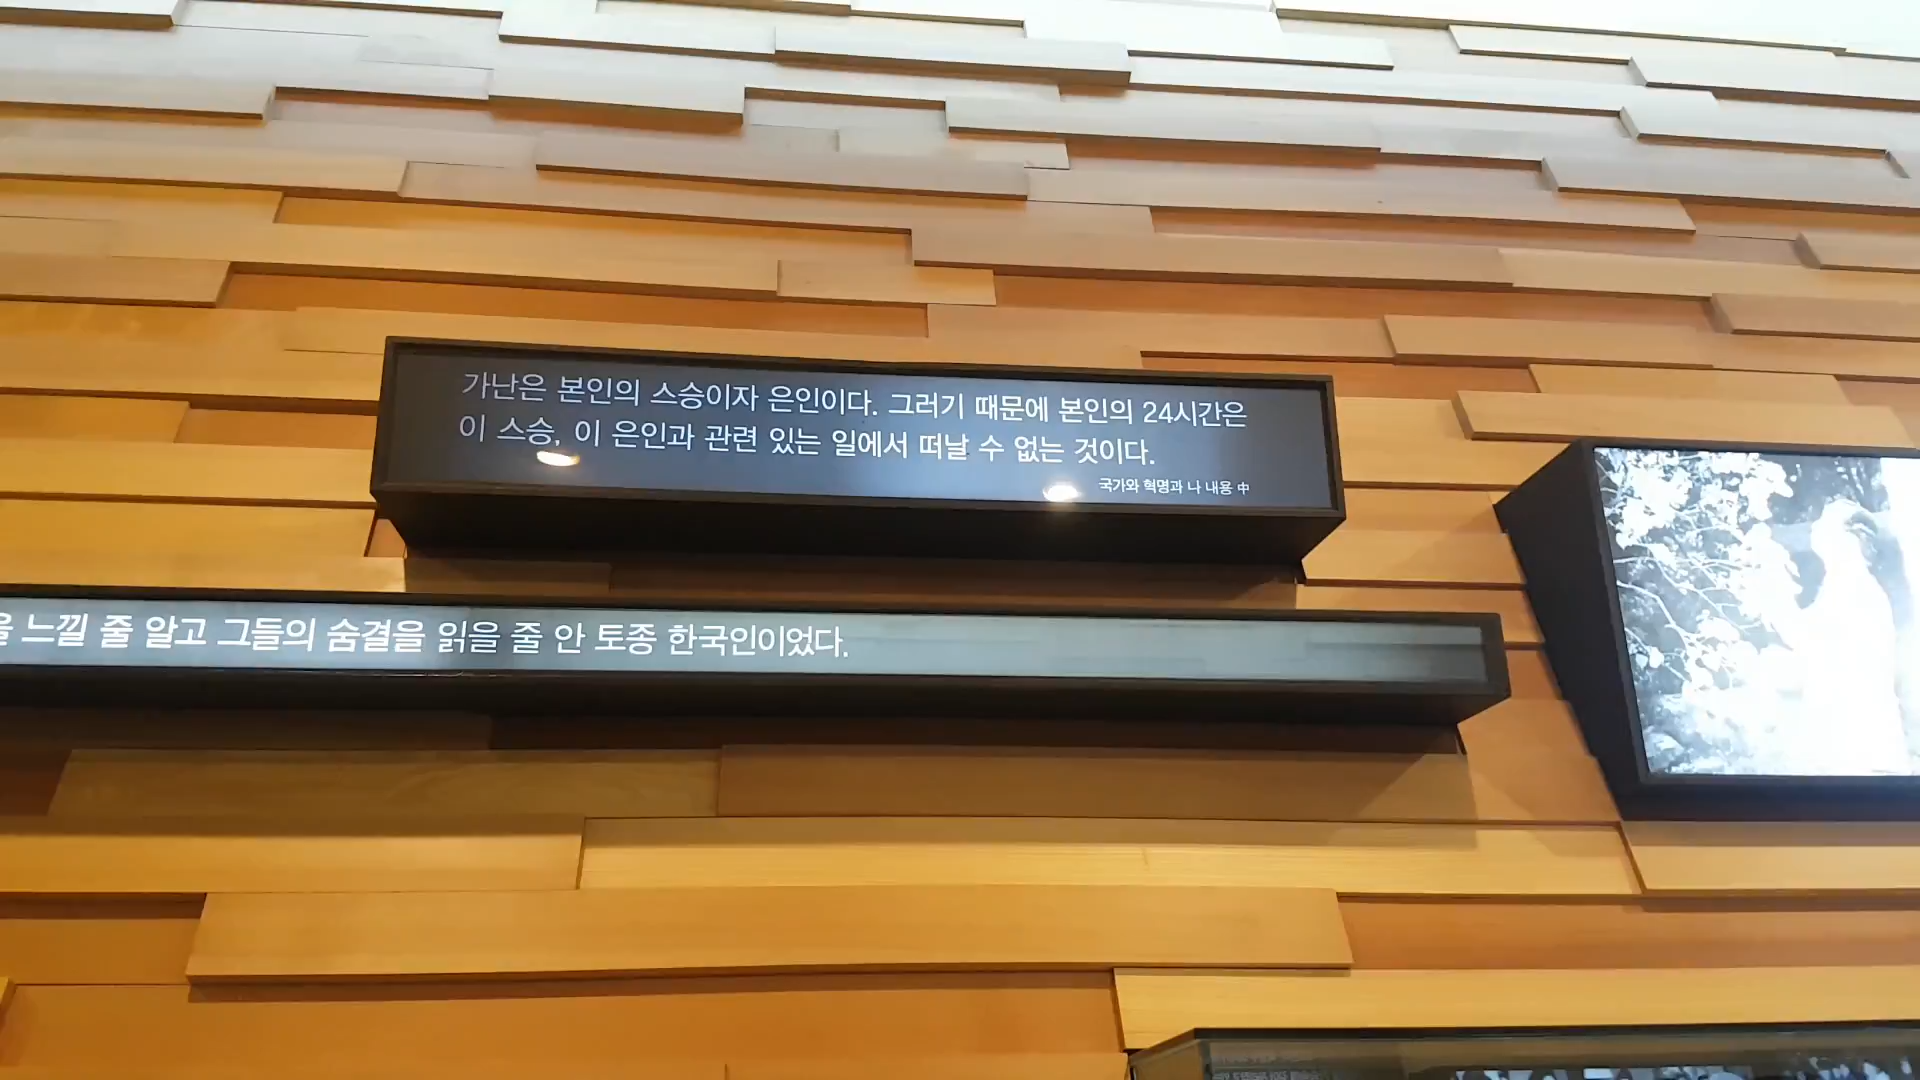 가난은 본인의 스승이자 은인이다. 그러기 때문에 본인의 24시간은
이 스승, 이 은인과 관련 있는 일에서 떠날 수 없는 것이다.
국가와 혁명과 나 내용 中
느낄 줄 알고 그들의 숨결을 읽을 줄 안 토종 한국인이었다.